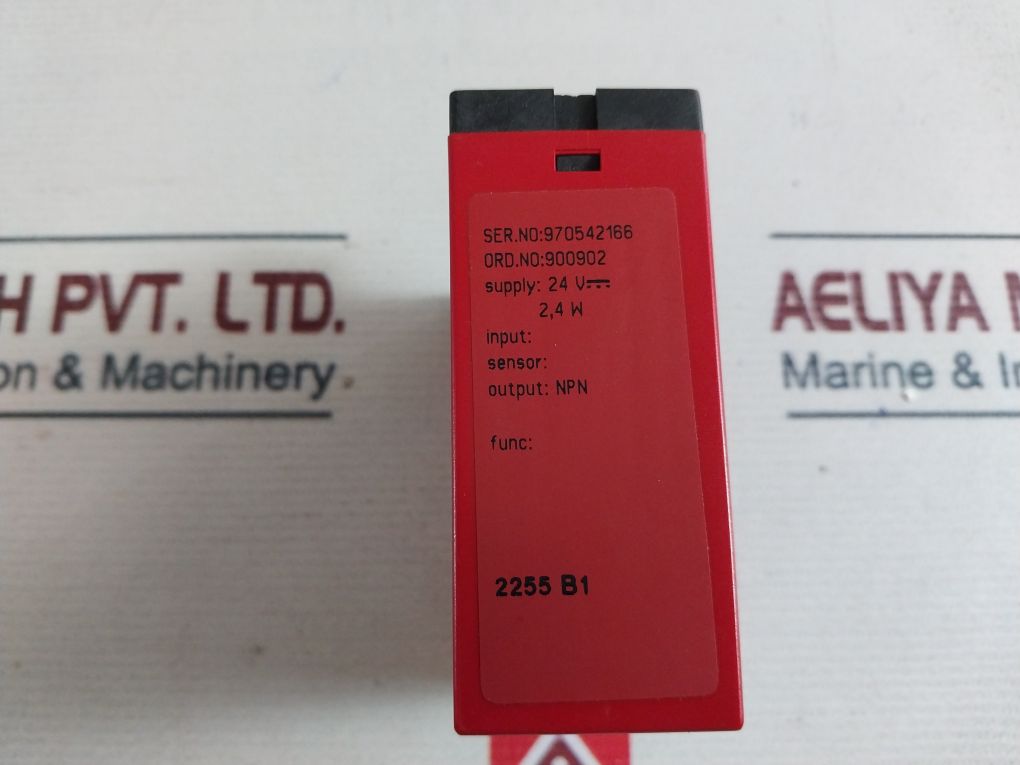 SER.NO:970542166
ORD.NO:900902
supply: 24 V⎓
2,4 W
input:
sensor:
output: NPN
func:
2255 B1
H PVT. LTD.
on & Machinery
AELIYA
Marine & In